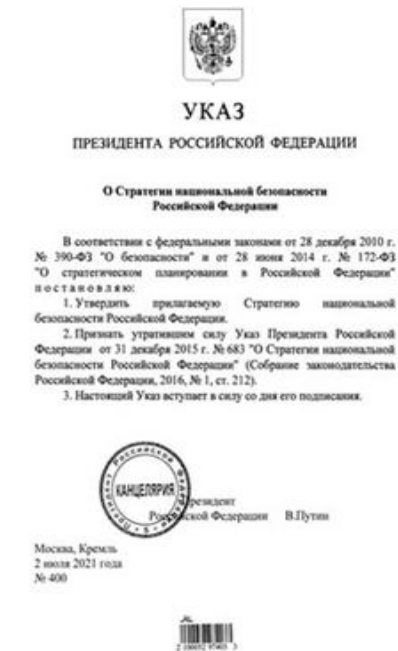 УКАЗ
ПРЕЗИДЕНТА РОССИЙСКОЙ ФЕДЕРАЦИИ
О Стратегии национальной безопасности
Российской Федерации
В соответствии с федеральными законами от 28 декабря 2010 г.
№ 390-ФЗ "О безопасности" и от 28 июня 2014 г. № 172-ФЗ
"О стратегическом планировании в Российской Федерации"
постановляю:
1. Утвердить прилагаемую Стратегию национальной
безопасности Российской Федерации.
2. Признать утратившим силу Указ Президента Российской
Федерации от 31 декабря 2015 г. № 683 "О Стратегии национальной
безопасности Российской Федерации" (Собрание законодательства
Российской Федерации, 2016, № 1, ст. 212).
3. Настоящий Указ вступает в силу со дня его подписания.
Президент Российской Федерации
КАНЦЕЛЯРИЯ
5
Президент
Российской Федерации В.Путин
Москва, Кремль
2 июля 2021 года
№ 400